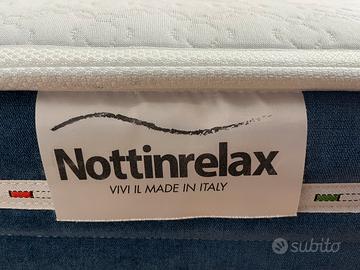 Nottinrelax
VIVI IL MADE IN ITALY
subito